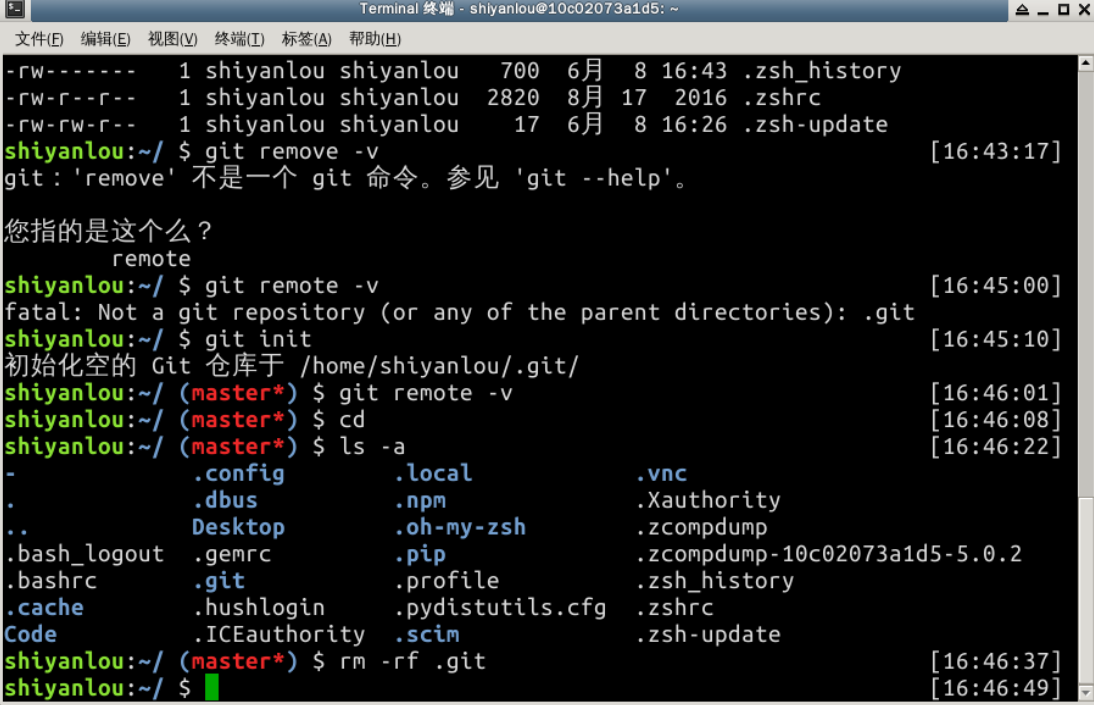 Terminal 终端 - shiyanlou@10c02073a1d5: ~
文件(F) 编辑(E) 视图(V) 终端(T) 标签(A) 帮助(H)
-rw------- 1 shiyanlou shiyanlou 700 6月 8 16:43 .zsh_history
-rw-r--r-- 1 shiyanlou shiyanlou 2820 8月 17 2016 .zshrc
-rw-rw-r-- 1 shiyanlou shiyanlou 17 6月 8 16:26 .zsh-update
shiyanlou:~/ $ git remove -v [16:43:17]
git：'remove' 不是一个 git 命令。参见 'git --help'。
您指的是这个么？
remote
shiyanlou:~/ $ git remote -v [16:45:00]
fatal: Not a git repository (or any of the parent directories): .git
shiyanlou:~/ $ git init [16:45:10]
初始化空的 Git 仓库于 /home/shiyanlou/.git/
shiyanlou:~/ (master*) $ git remote -v [16:46:01]
shiyanlou:~/ (master*) $ cd [16:46:08]
shiyanlou:~/ (master*) $ ls -a [16:46:22]
- .config .local .vnc
. .dbus .npm .Xauthority
.. Desktop .oh-my-zsh .zcompdump
.bash_logout .gemrc .pip .zcompdump-10c02073a1d5-5.0.2
.bashrc .git .profile .zsh_history
.cache .hushlogin .pydistutils.cfg .zshrc
Code .ICEauthority .scim .zsh-update
shiyanlou:~/ (master*) $ rm -rf .git [16:46:37]
shiyanlou:~/ $ [16:46:49]